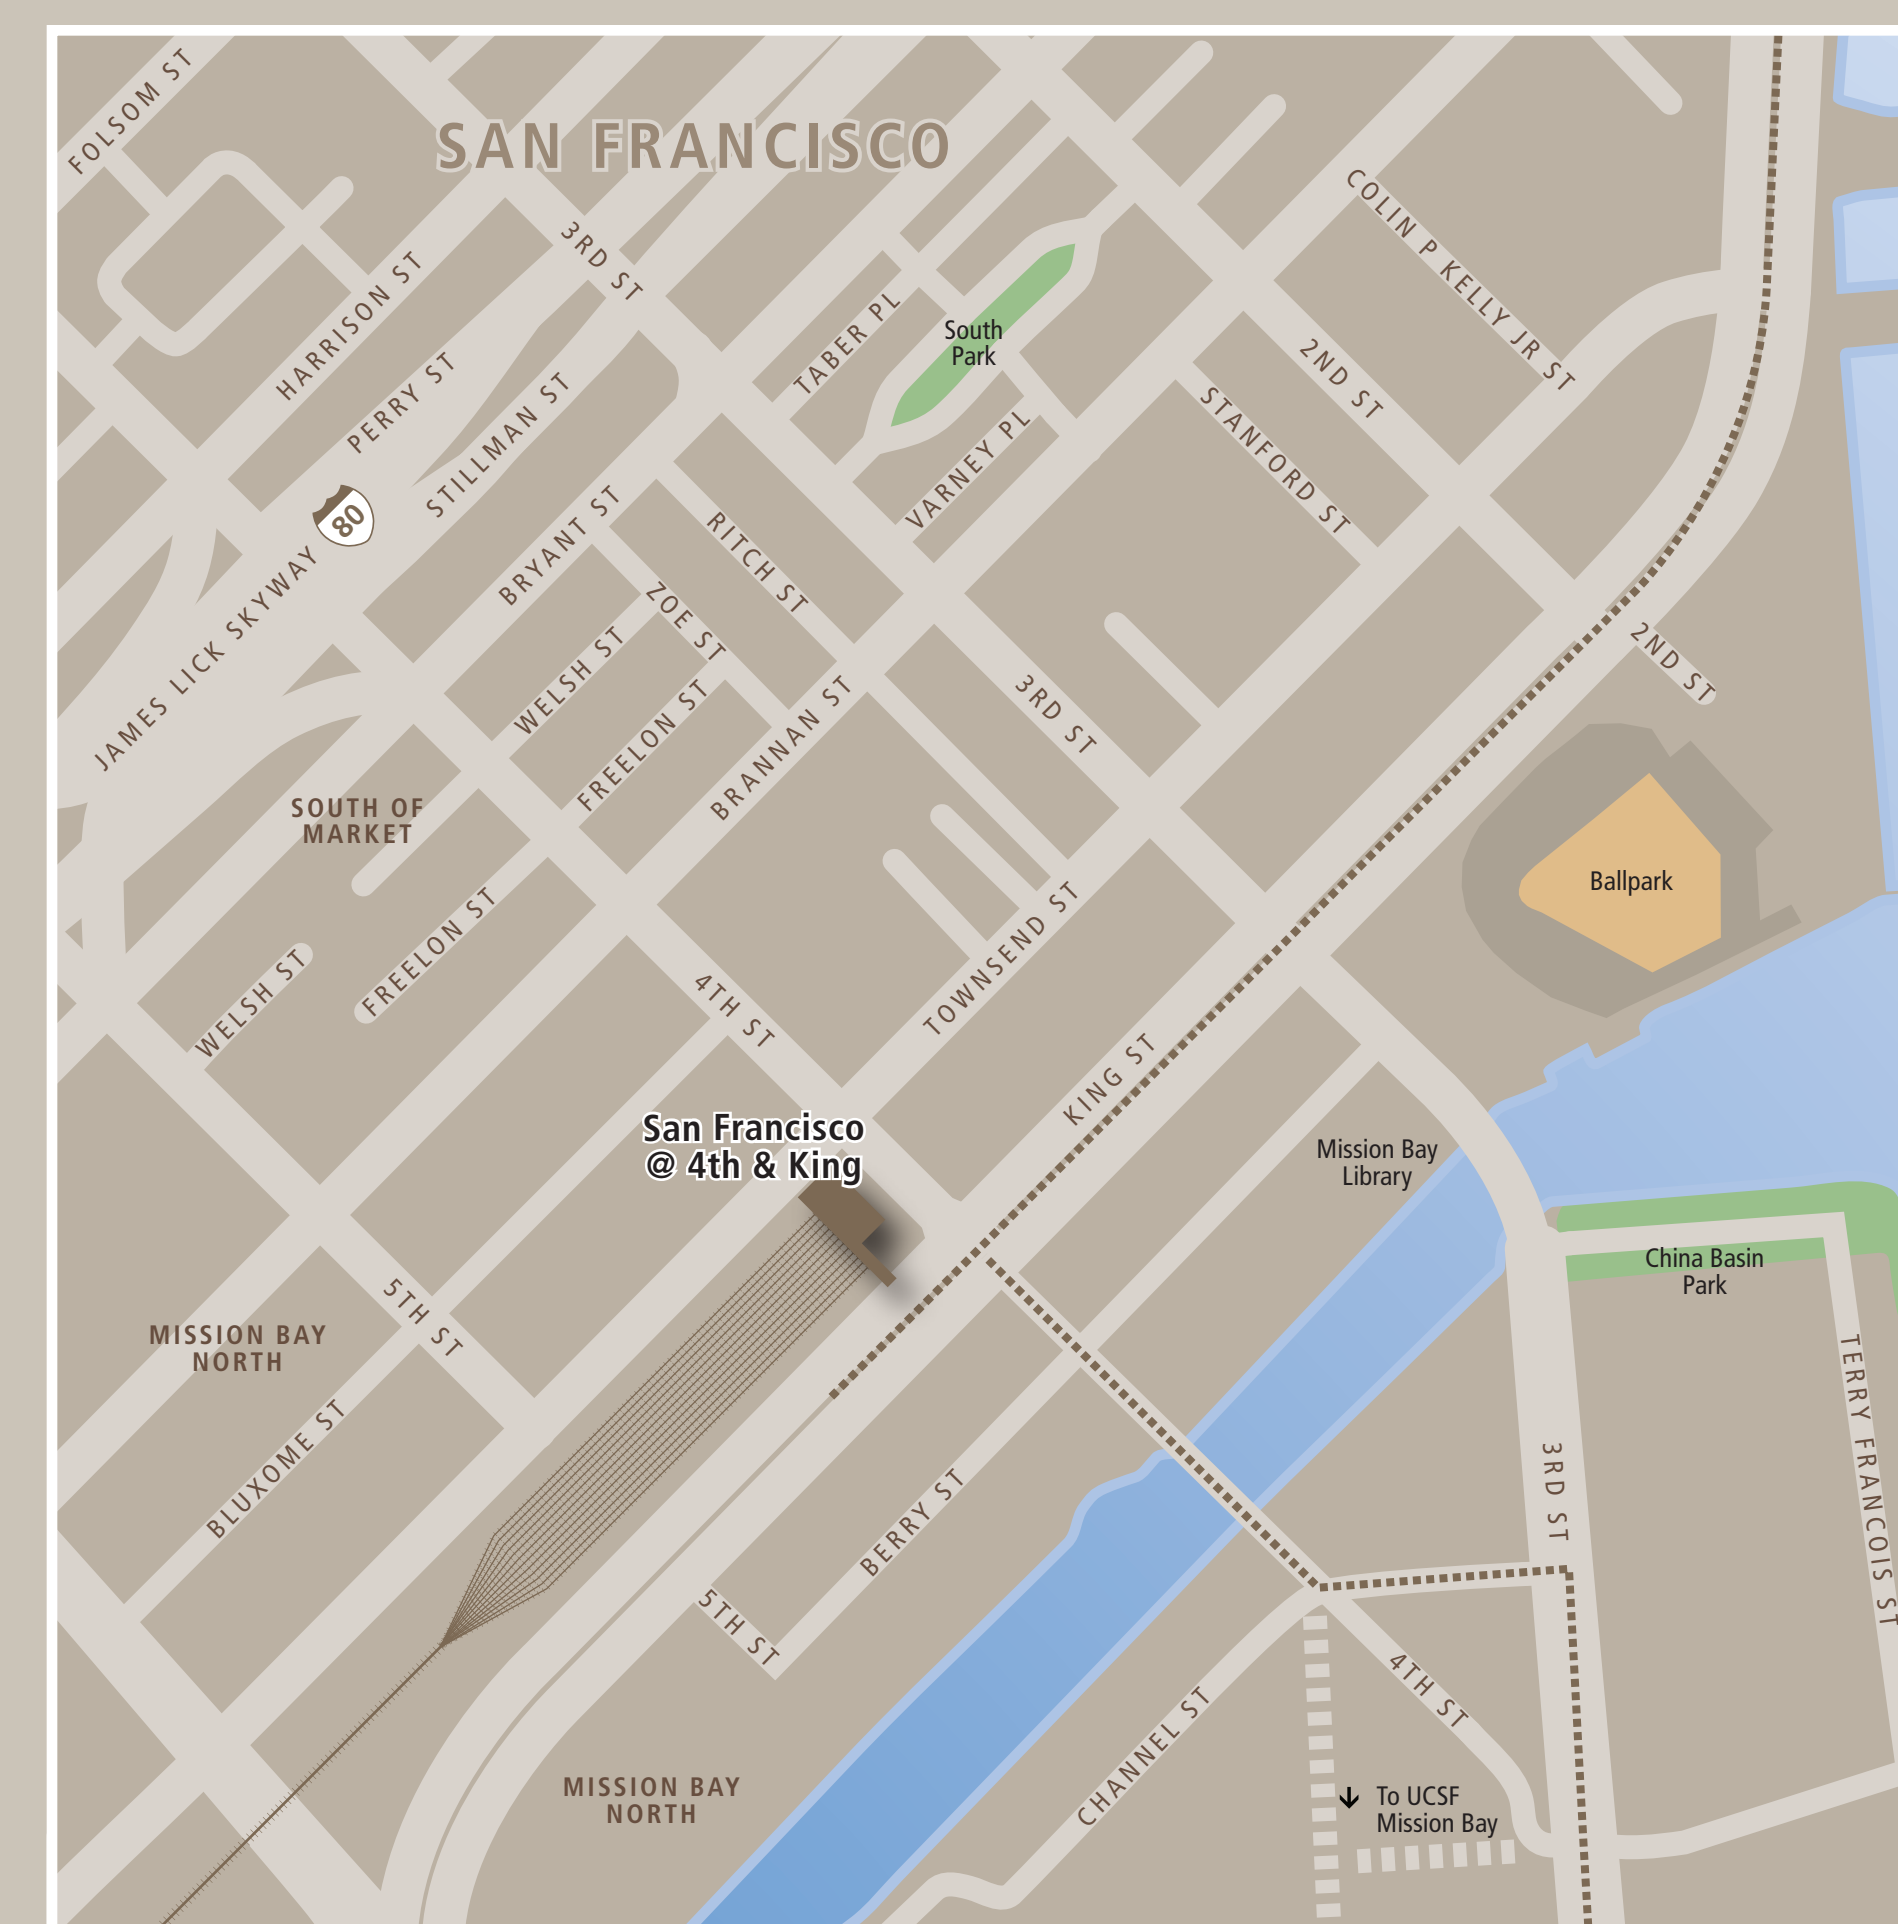 FOLSOM ST
SAN FRANCISCO
COLIN P KELLY JR ST
3RD ST
HARRISON ST
TABER PL
South
Park
PERRY ST
2ND ST
STILLMAN ST
STANFORD ST
VARNEY PL
80
BRYANT ST
RITCH ST
JAMES LICK SKYWAY
ZOE ST
WELSH ST
2ND ST
FREELON ST
BRANNAN ST
3RD ST
SOUTH OF
MARKET
Ballpark
FREELON ST
TOWNSEND ST
WELSH ST
4TH ST
KING ST
San Francisco
@ 4th & King
Mission Bay
Library
China Basin
Park
5TH ST
MISSION BAY
NORTH
TERRY FRANCOIS ST
BLUXOME ST
3RD ST
BERRY ST
5TH ST
4TH ST
CHANNEL ST
MISSION BAY
NORTH
To UCSF
Mission Bay